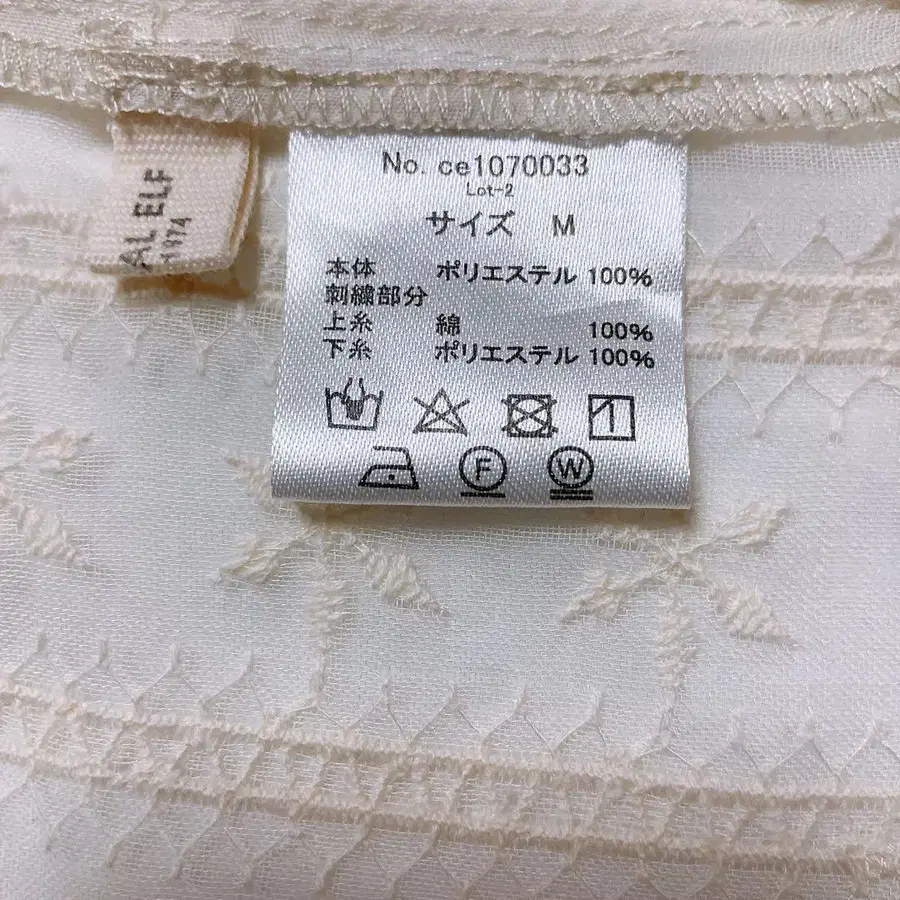 No. ce1070033
Lot-2
サイズ M
本体 ポリエステル 100%
刺繍部分
上糸 綿 100%
下糸 ポリエステル 100%
F
W
AL ELF
1974